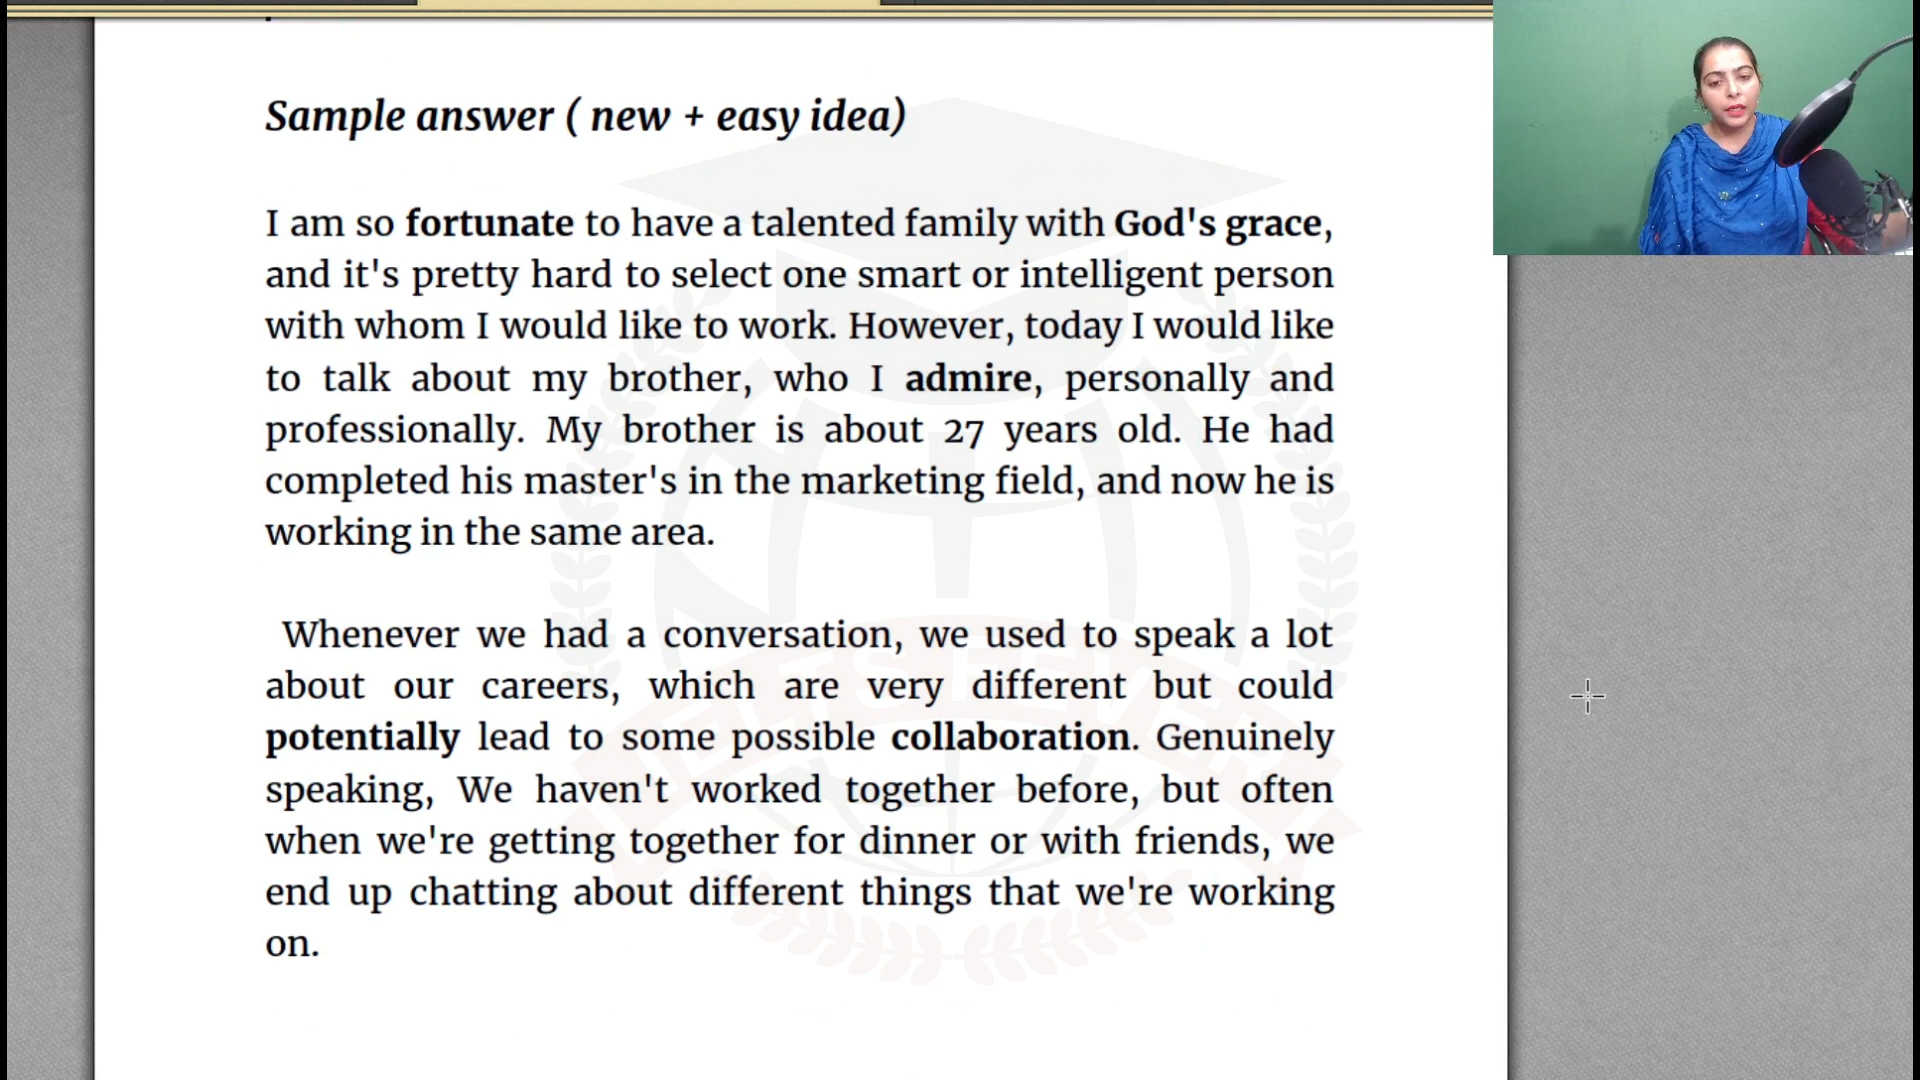 Sample answer ( new + easy idea)
I am so fortunate to have a talented family with God's grace,
and it's pretty hard to select one smart or intelligent person
with whom I would like to work. However, today I would like
to talk about my brother, who I admire, personally and
professionally. My brother is about 27 years old. He had
completed his master's in the marketing field, and now he is
working in the same area.
Whenever we had a conversation, we used to speak a lot
about our careers, which are very different but could
potentially lead to some possible collaboration. Genuinely
speaking, We haven't worked together before, but often
when we're getting together for dinner or with friends, we
end up chatting about different things that we're working
on.